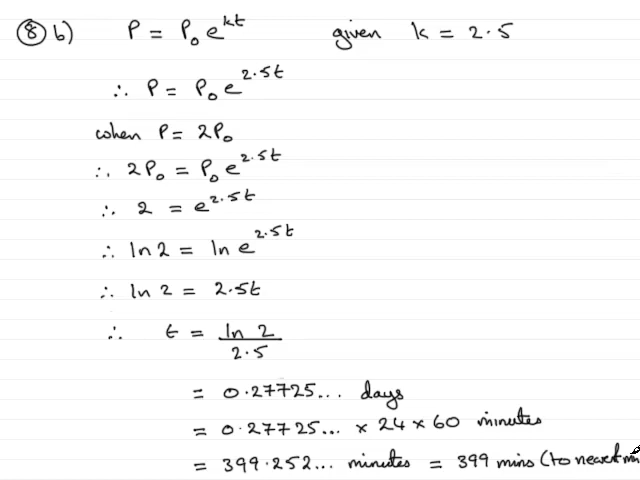 ⑧ b) P = P₀e^kt given k = 2.5
∴ P = P₀e^2.5t
when P = 2P₀
∴ 2P₀ = P₀e^2.5t
∴ 2 = e^2.5t
∴ ln 2 = ln e^2.5t
∴ ln 2 = 2.5t
∴ t = ln 2 / 2.5
= 0.27725... days
= 0.27725... × 24 × 60 minutes
= 399.252... minutes = 399 mins (to nearest